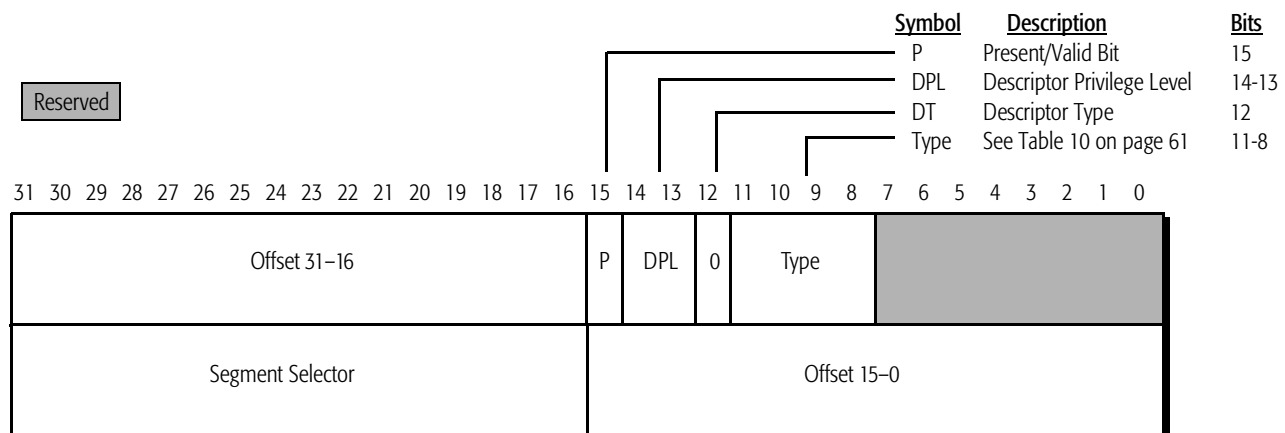 Symbol Description Bits
P Present/Valid Bit 15
DPL Descriptor Privilege Level 14-13
Reserved
DT Descriptor Type 12
Type See Table 10 on page 61 11-8
31 30 29 28 27 26 25 24 23 22 21 20 19 18 17 16 15 14 13 12 11 10 9 8 7 6 5 4 3 2 1 0
Offset 31–16 P DPL 0 Type
Segment Selector Offset 15–0